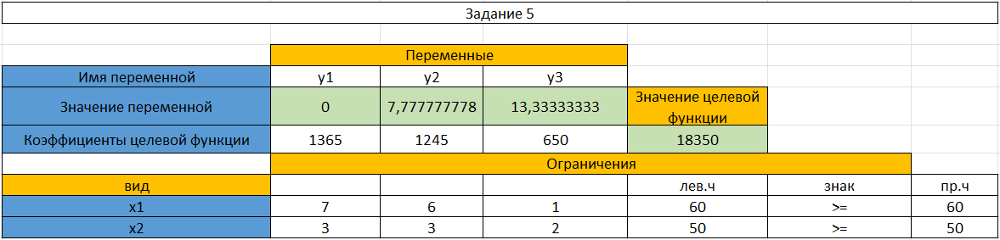 Задание 5
Переменные
Имя переменной y1 y2 y3
Значение переменной 0 7,777777778 13,33333333 Значение целевой функции
Коэффициенты целевой функции 1365 1245 650 18350
Ограничения
вид лев.ч знак пр.ч
x1 7 6 1 60 >= 60
x2 3 3 2 50 >= 50